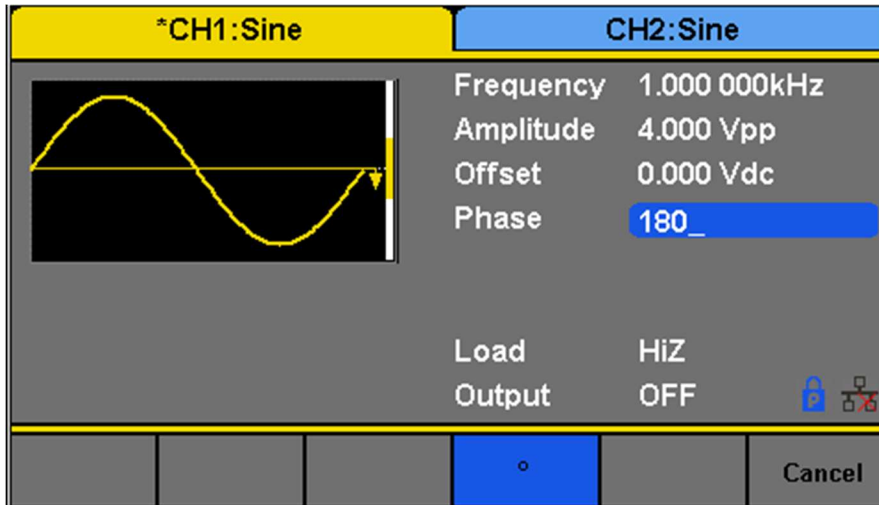 *CH1:Sine CH2:Sine
Frequency 1.000 000kHz
Amplitude 4.000 Vpp
Offset 0.000 Vdc
Phase 180_
Load HiZ
Output OFF P
° Cancel